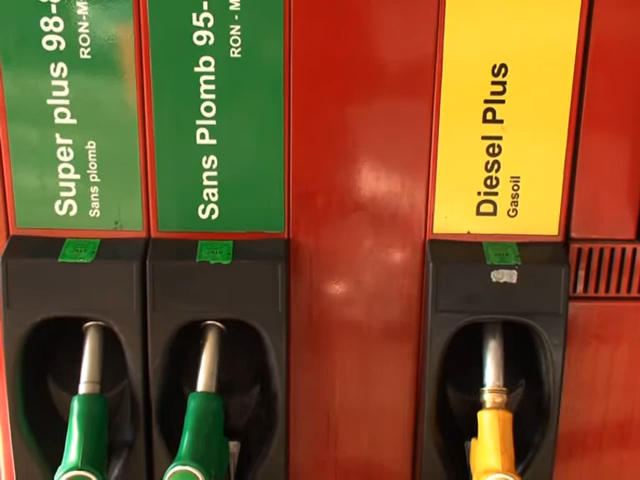 Super plus 98-
RON-M
Sans plomb
Sans Plomb 95-
RON - M
Diesel Plus
Gasoil